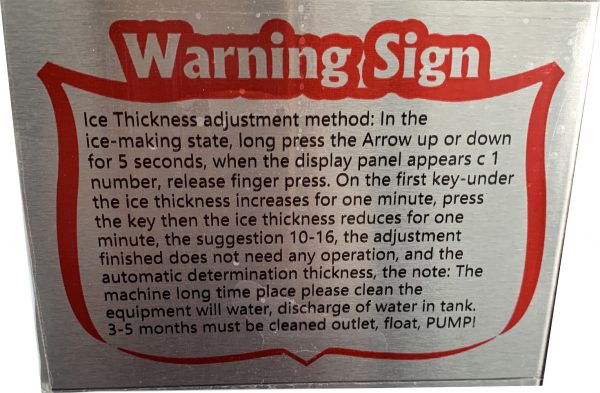 Warning Sign
Ice Thickness adjustment method: In the
ice-making state, long press the Arrow up or down
for 5 seconds, when the display panel appears c 1
number, release finger press. On the first key-under
the ice thickness increases for one minute, press
the key then the ice thickness reduces for one
minute, the suggestion 10-16, the adjustment
finished does not need any operation, and the
automatic determination thickness, the note: The
machine long time place please clean the
equipment will water, discharge of water in tank.
3-5 months must be cleaned outlet, float, PUMP!